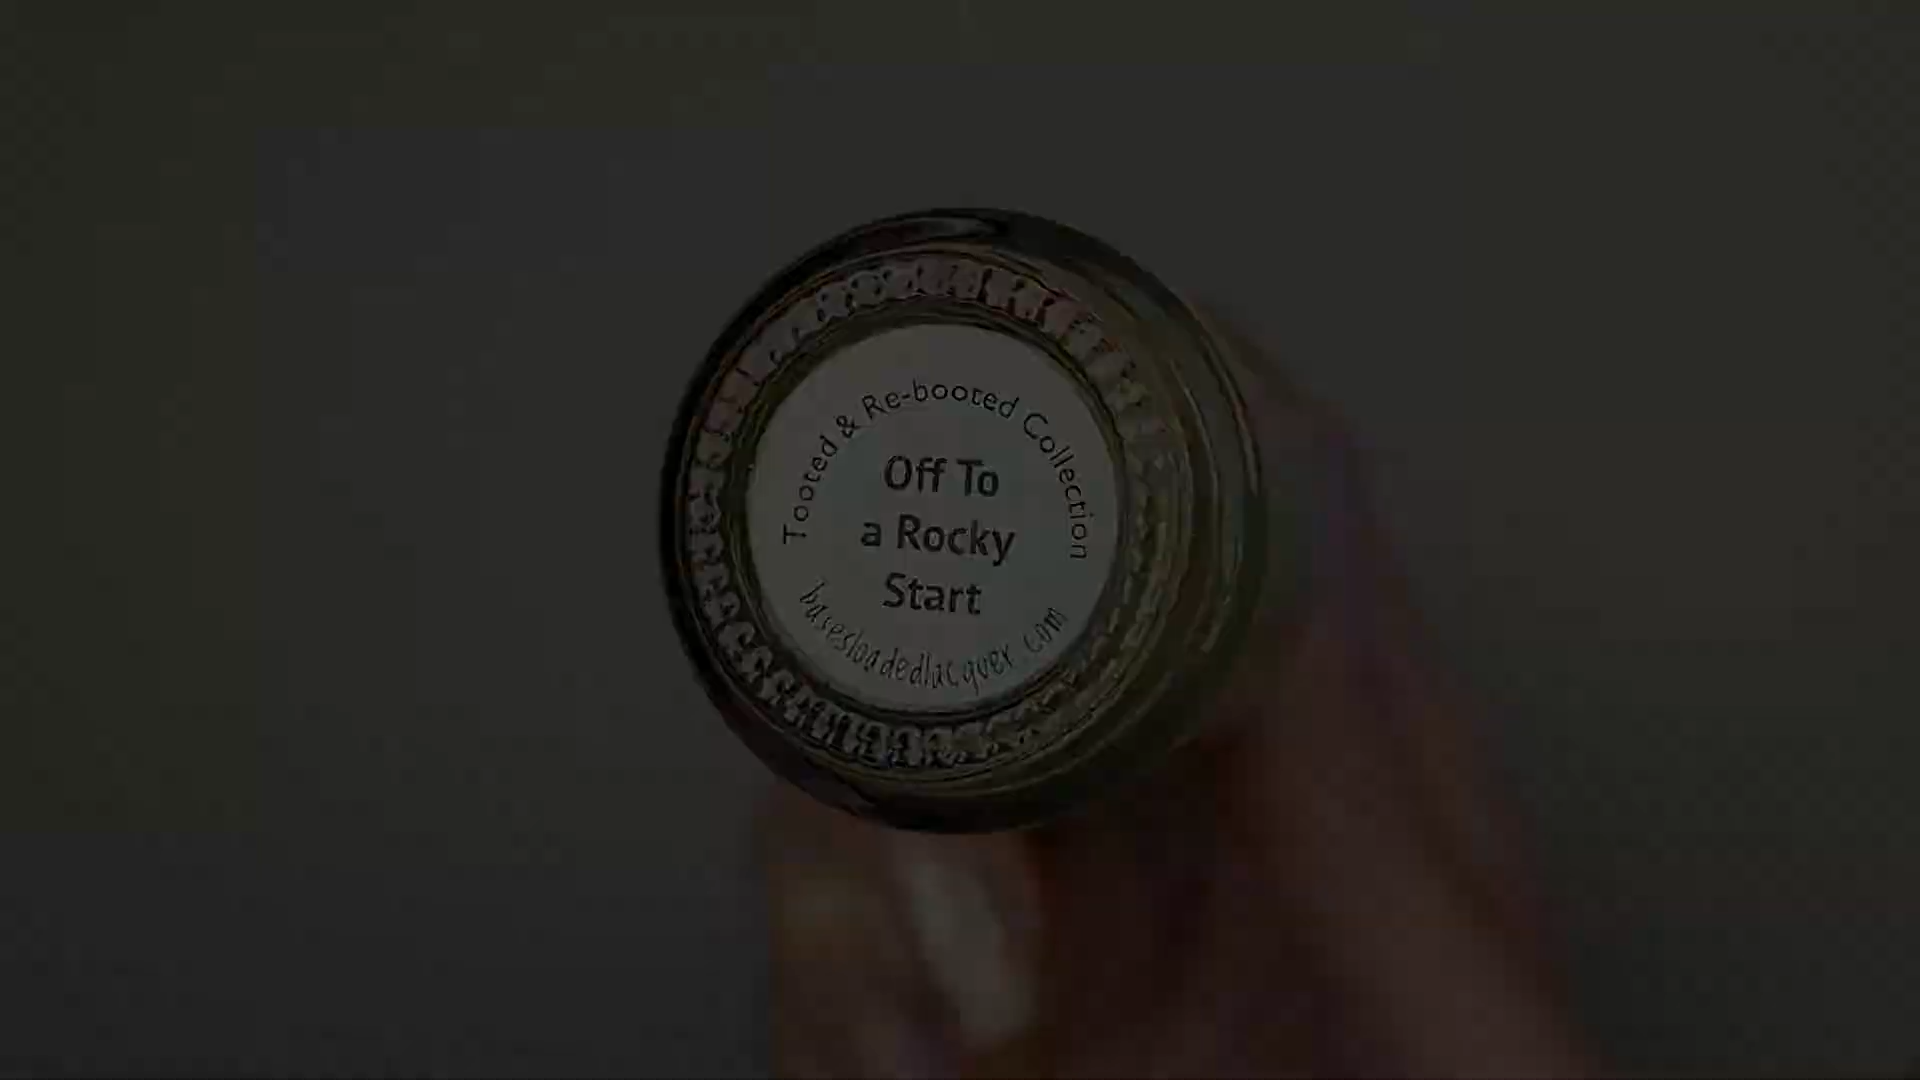 Tooted & Re-booted Collection
Off To
a Rocky
Start
basesloadedlacquer.com